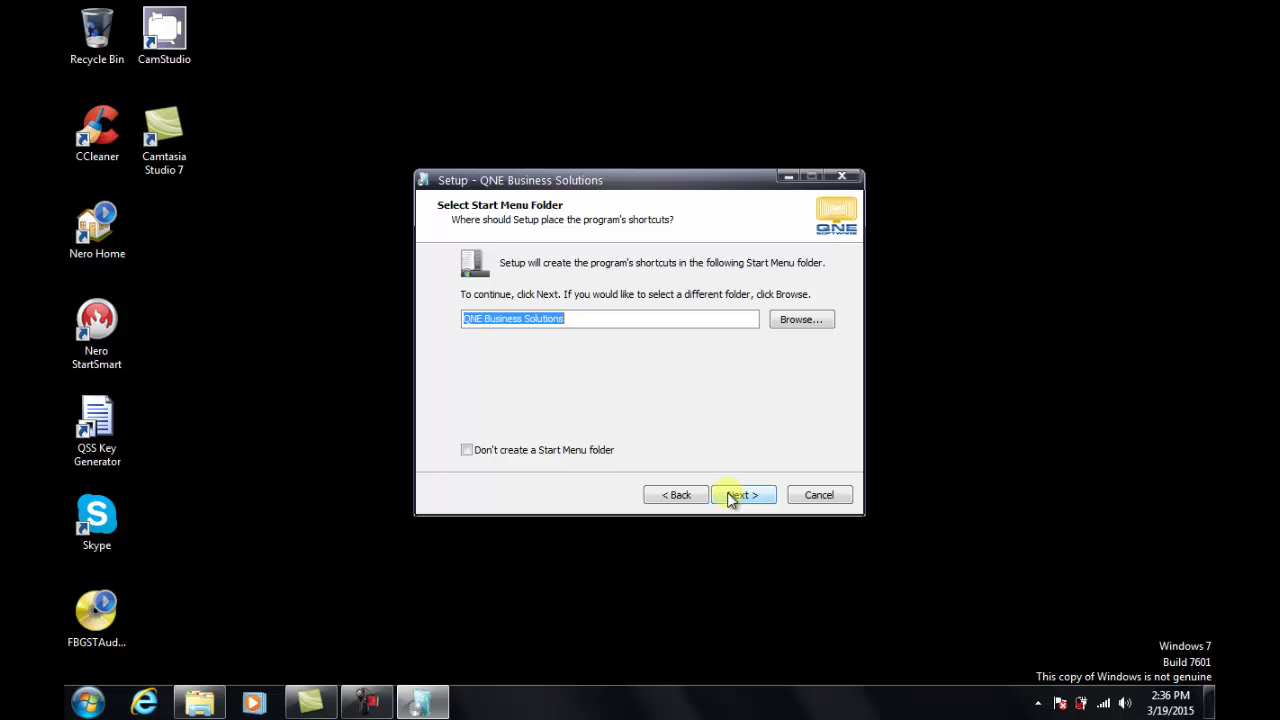 Recycle Bin
CamStudio
CCleaner
Camtasia
Studio 7
Nero Home
Nero
StartSmart
QSS Key
Generator
Skype
FBGSTAud...
Setup - QNE Business Solutions
Select Start Menu Folder
Where should Setup place the program's shortcuts?
QNE
SOFTWARE
Setup will create the program's shortcuts in the following Start Menu folder.
To continue, click Next. If you would like to select a different folder, click Browse.
QNE Business Solutions
Browse...
Don't create a Start Menu folder
< Back
Next >
Cancel
Windows 7
Build 7601
This copy of Windows is not genuine
2:36 PM
3/19/2015